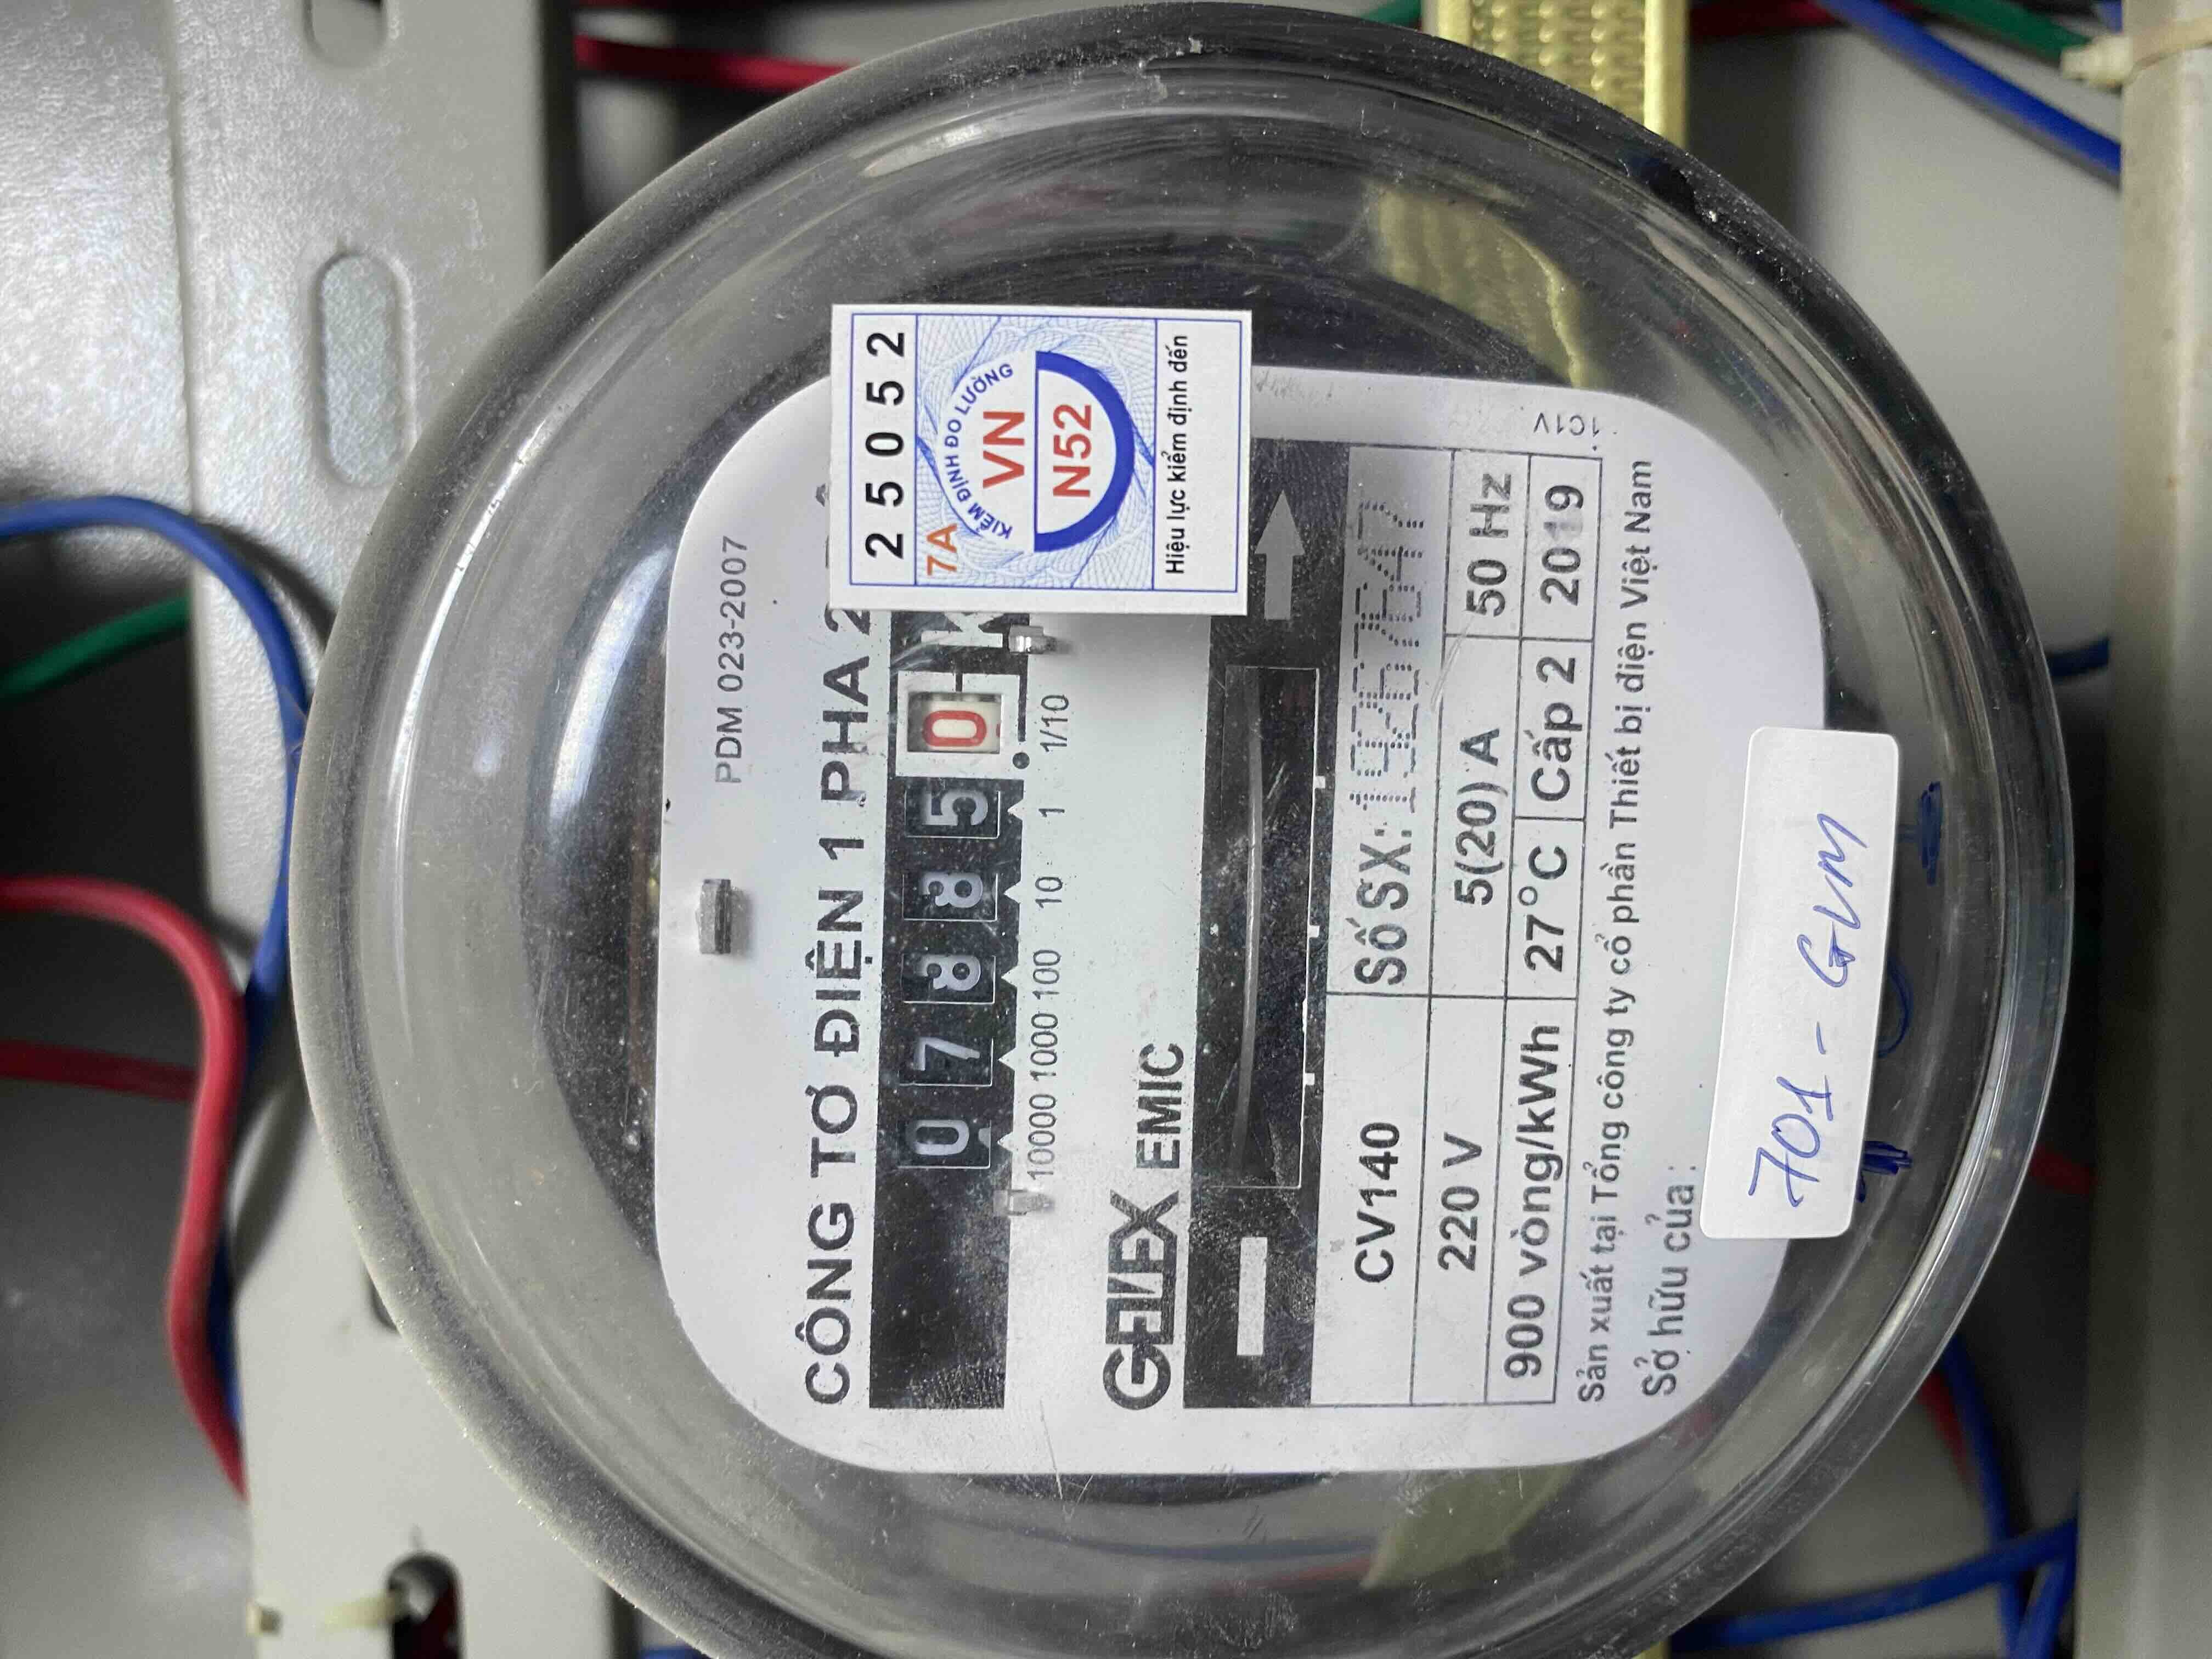 PDM 023-2007
CÔNG TƠ ĐIỆN 1 PHA 2
2 5 0 5 2
7A
KIỂM ĐỊNH ĐO LƯỜNG
VN
N52
Hiệu lực kiểm định đến
0 7 8 8 5 0 K
10000 1000 100 10 1 1/10
GELEX EMIC
CV140 Số SX:
220 V 5(20) A 50 Hz
900 vòng/kWh 27°C Cấp 2 2019
1C1V
Sản xuất tại Tổng công ty cổ phần Thiết bị điện Việt Nam
Sở hữu của:
701 - GVM